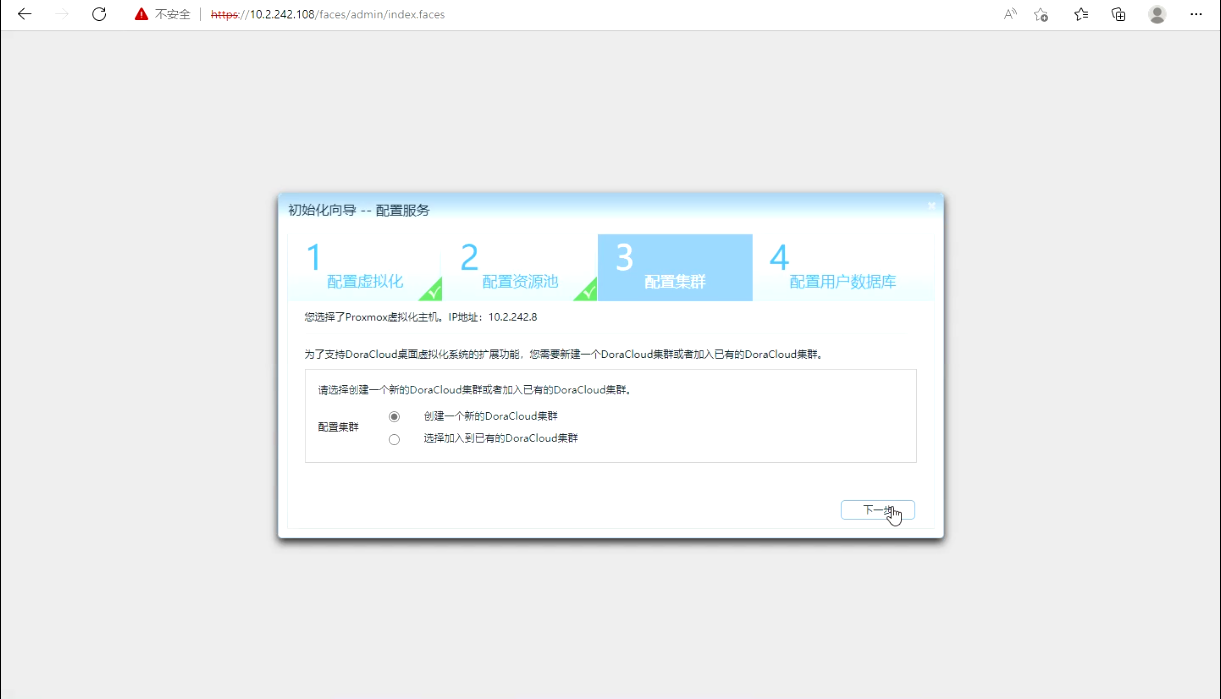 不安全 https://10.2.242.108/faces/admin/index.faces
初始化向导 -- 配置服务
1 配置虚拟化
2 配置资源池
3 配置集群
4 配置用户数据库
您选择了Proxmox虚拟化主机。IP地址：10.2.242.8
为了支持DoraCloud桌面虚拟化系统的扩展功能，您需要新建一个DoraCloud集群或者加入已有的DoraCloud集群。
请选择创建一个新的DoraCloud集群或者加入已有的DoraCloud集群。
配置集群
创建一个新的DoraCloud集群
选择加入到已有的DoraCloud集群
下一步